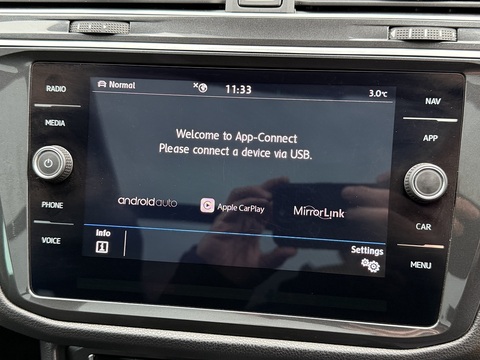 RADIO
MEDIA
PHONE
VOICE
Normal 11:33 3.0°C
Welcome to App-Connect
Please connect a device via USB.
androidauto Apple CarPlay MirrorLink
Info Settings
NAV
APP
CAR
MENU